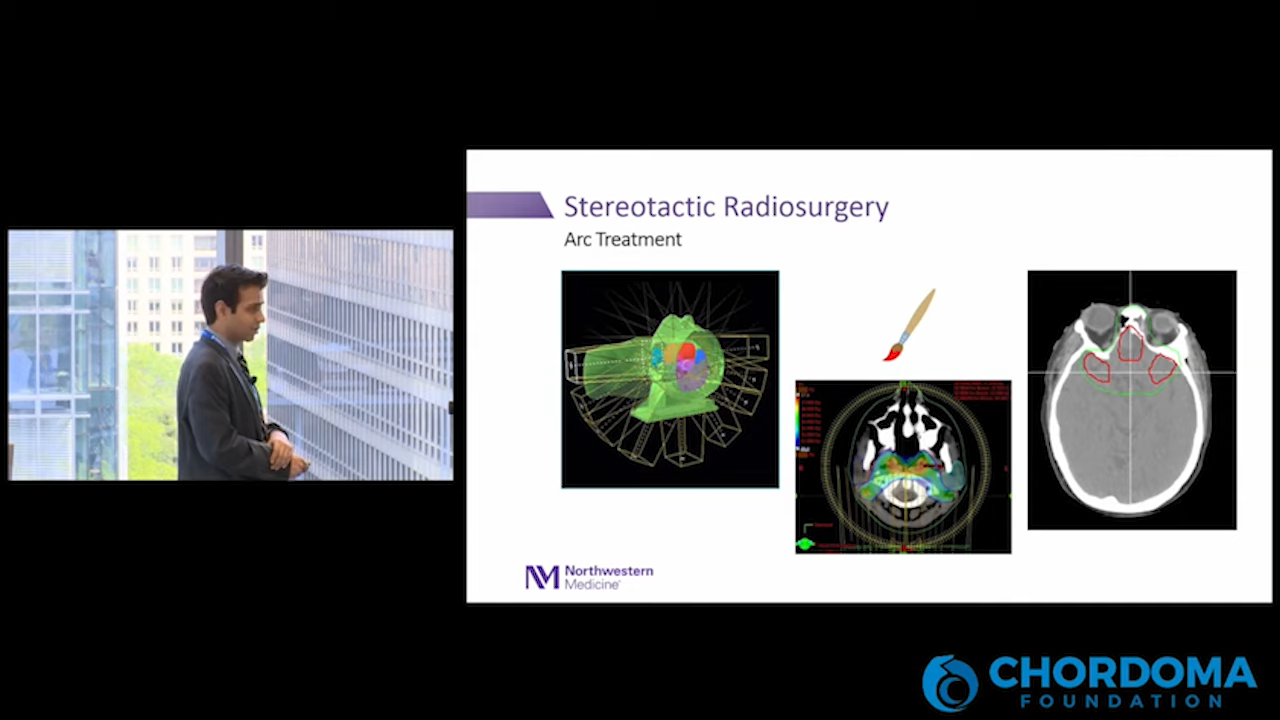 Stereotactic Radiosurgery
Arc Treatment
Northwestern
Medicine
CHORDOMA
FOUNDATION